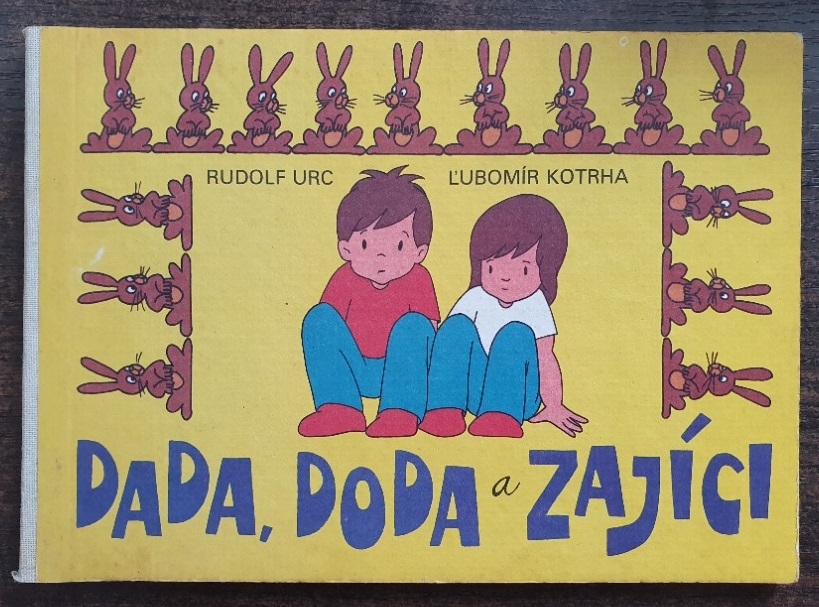 RUDOLF URC
ĽUBOMÍR KOTRHA
DADA, DODA a ZAJÍCI